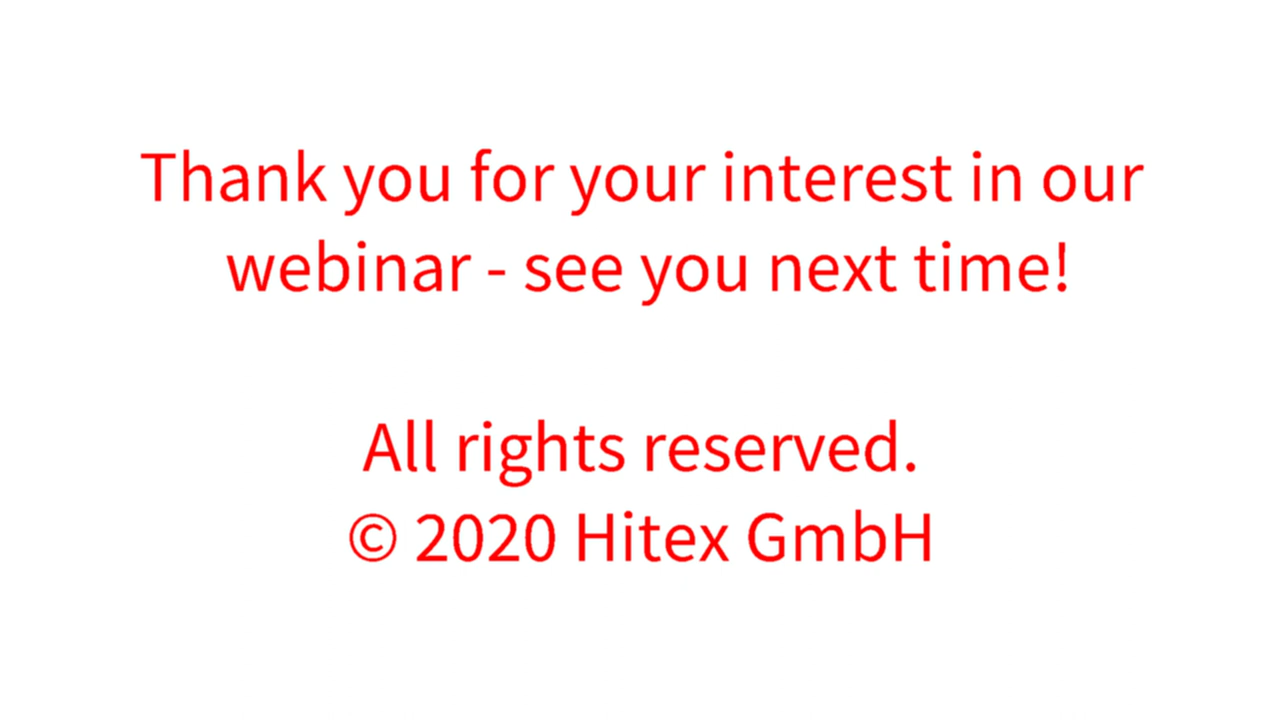 Thank you for your interest in our
webinar - see you next time!
All rights reserved.
© 2020 Hitex GmbH